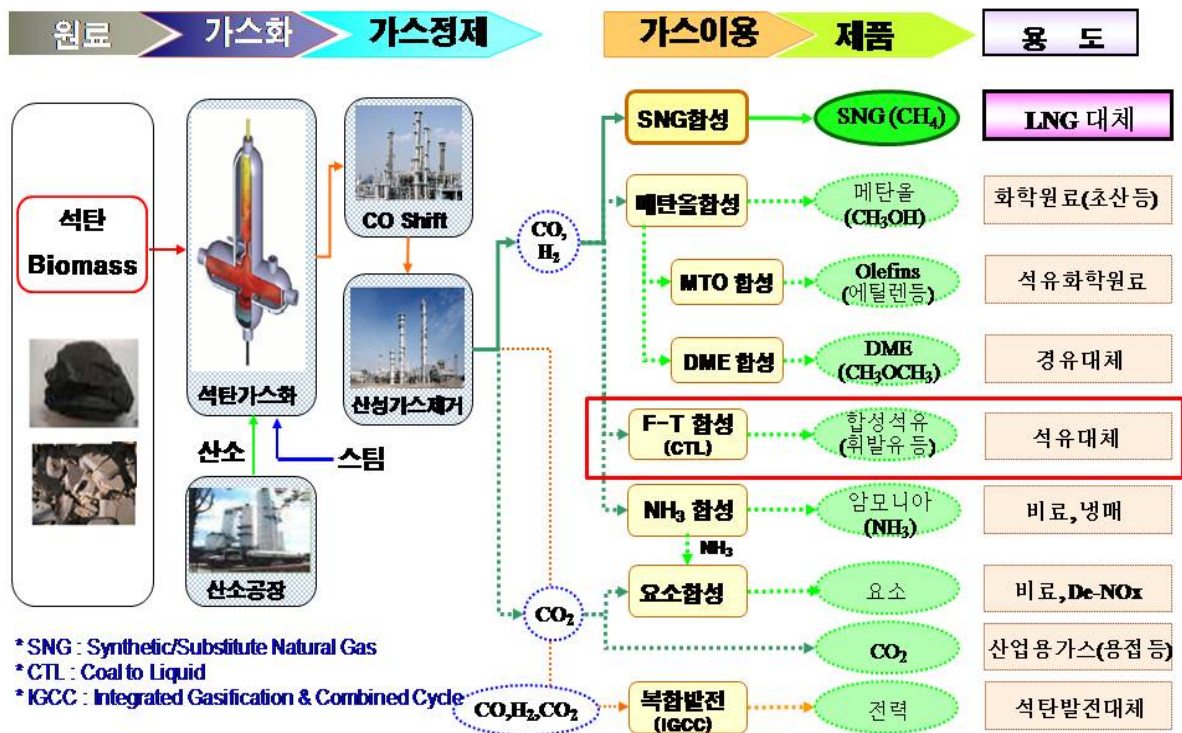 원료
가스화
가스정제
가스이용
제품
용 도
석탄
Biomass
석탄가스화
산소
스팀
산소공장
CO Shift
산성가스제거
CO,
H₂
CO₂
CO,H₂,CO₂
SNG합성
SNG (CH₄)
LNG 대체
메탄올합성
메탄올
(CH₃OH)
화학원료(초산등)
MTO 합성
Olefins
(에틸렌등)
석유화학원료
DME 합성
DME
(CH₃OCH₃)
경유대체
F-T 합성
(CTL)
합성석유
(휘발유 등)
석유대체
NH₃ 합성
암모니아
(NH₃)
비료,냉매
NH₃
요소합성
요소
비료,De-NOx
CO₂
산업용가스(용접등)
복합발전
(IGCC)
전력
석탄발전대체
* SNG : Synthetic/Substitute Natural Gas
* CTL : Coal to Liquid
* IGCC : Integrated Gasification & Combined Cycle